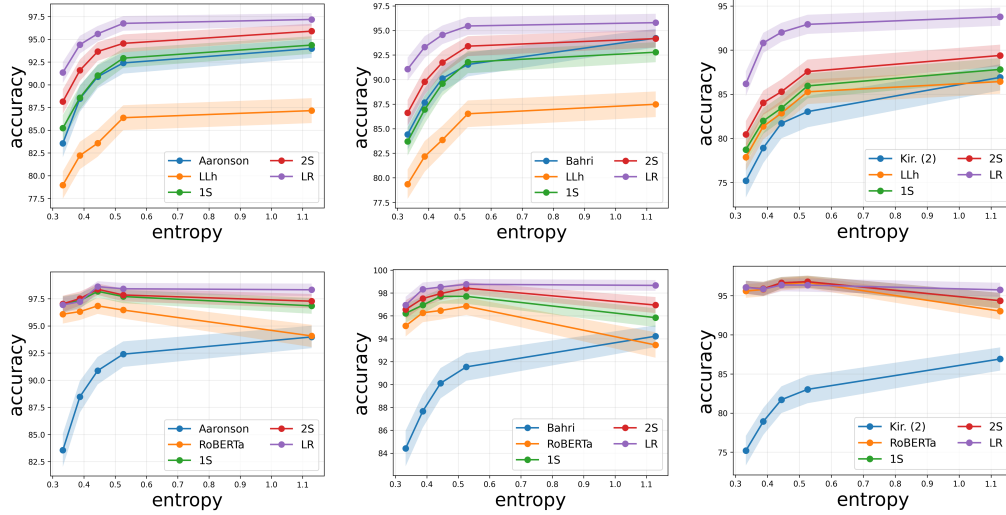 97.5
95.0
92.5
90.0
87.5
85.0
82.5
80.0
77.5
accuracy
0.3 0.4 0.5 0.6 0.7 0.8 0.9 1.0 1.1
entropy
Aaronson
LLh
1S
2S
LR
97.5
95.0
92.5
90.0
87.5
85.0
82.5
80.0
77.5
accuracy
0.3 0.4 0.5 0.6 0.7 0.8 0.9 1.0 1.1
entropy
Bahri
LLh
1S
2S
LR
95
90
85
80
75
accuracy
0.3 0.4 0.5 0.6 0.7 0.8 0.9 1.0 1.1
entropy
Kir. (2)
LLh
1S
2S
LR
97.5
95.0
92.5
90.0
87.5
85.0
82.5
accuracy
0.3 0.4 0.5 0.6 0.7 0.8 0.9 1.0 1.1
entropy
Aaronson
RoBERTa
1S
2S
LR
100
98
96
94
92
90
88
86
84
accuracy
0.3 0.4 0.5 0.6 0.7 0.8 0.9 1.0 1.1
entropy
Bahri
RoBERTa
1S
2S
LR
95
90
85
80
75
accuracy
0.3 0.4 0.5 0.6 0.7 0.8 0.9 1.0 1.1
entropy
Kir. (2)
RoBERTa
1S
2S
LR